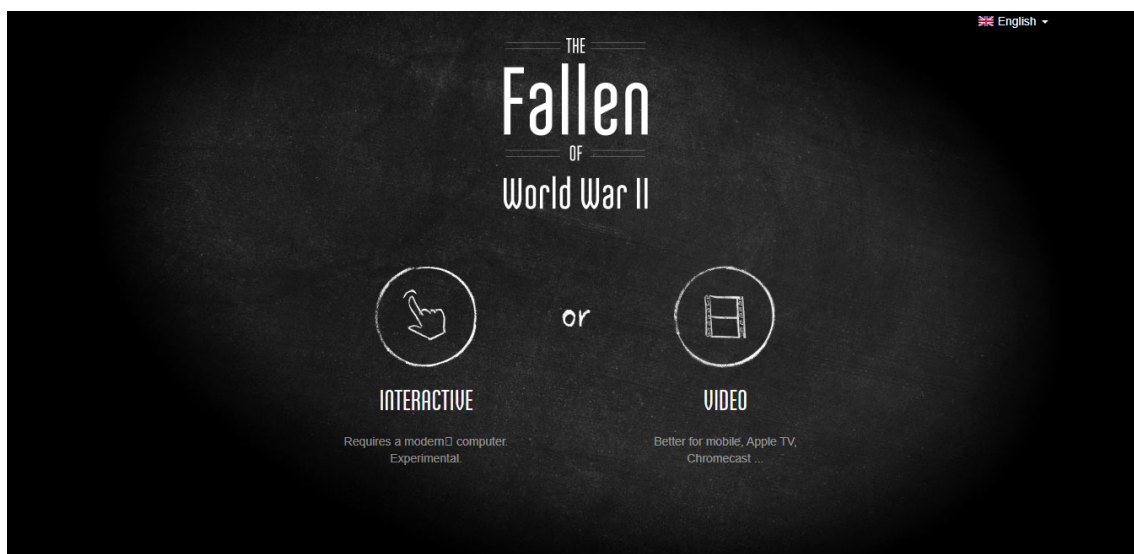 English
THE
Fallen
OF
World War II
or
INTERACTIVE
VIDEO
Requires a modern□ computer.
Experimental.
Better for mobile, Apple TV,
Chromecast ...